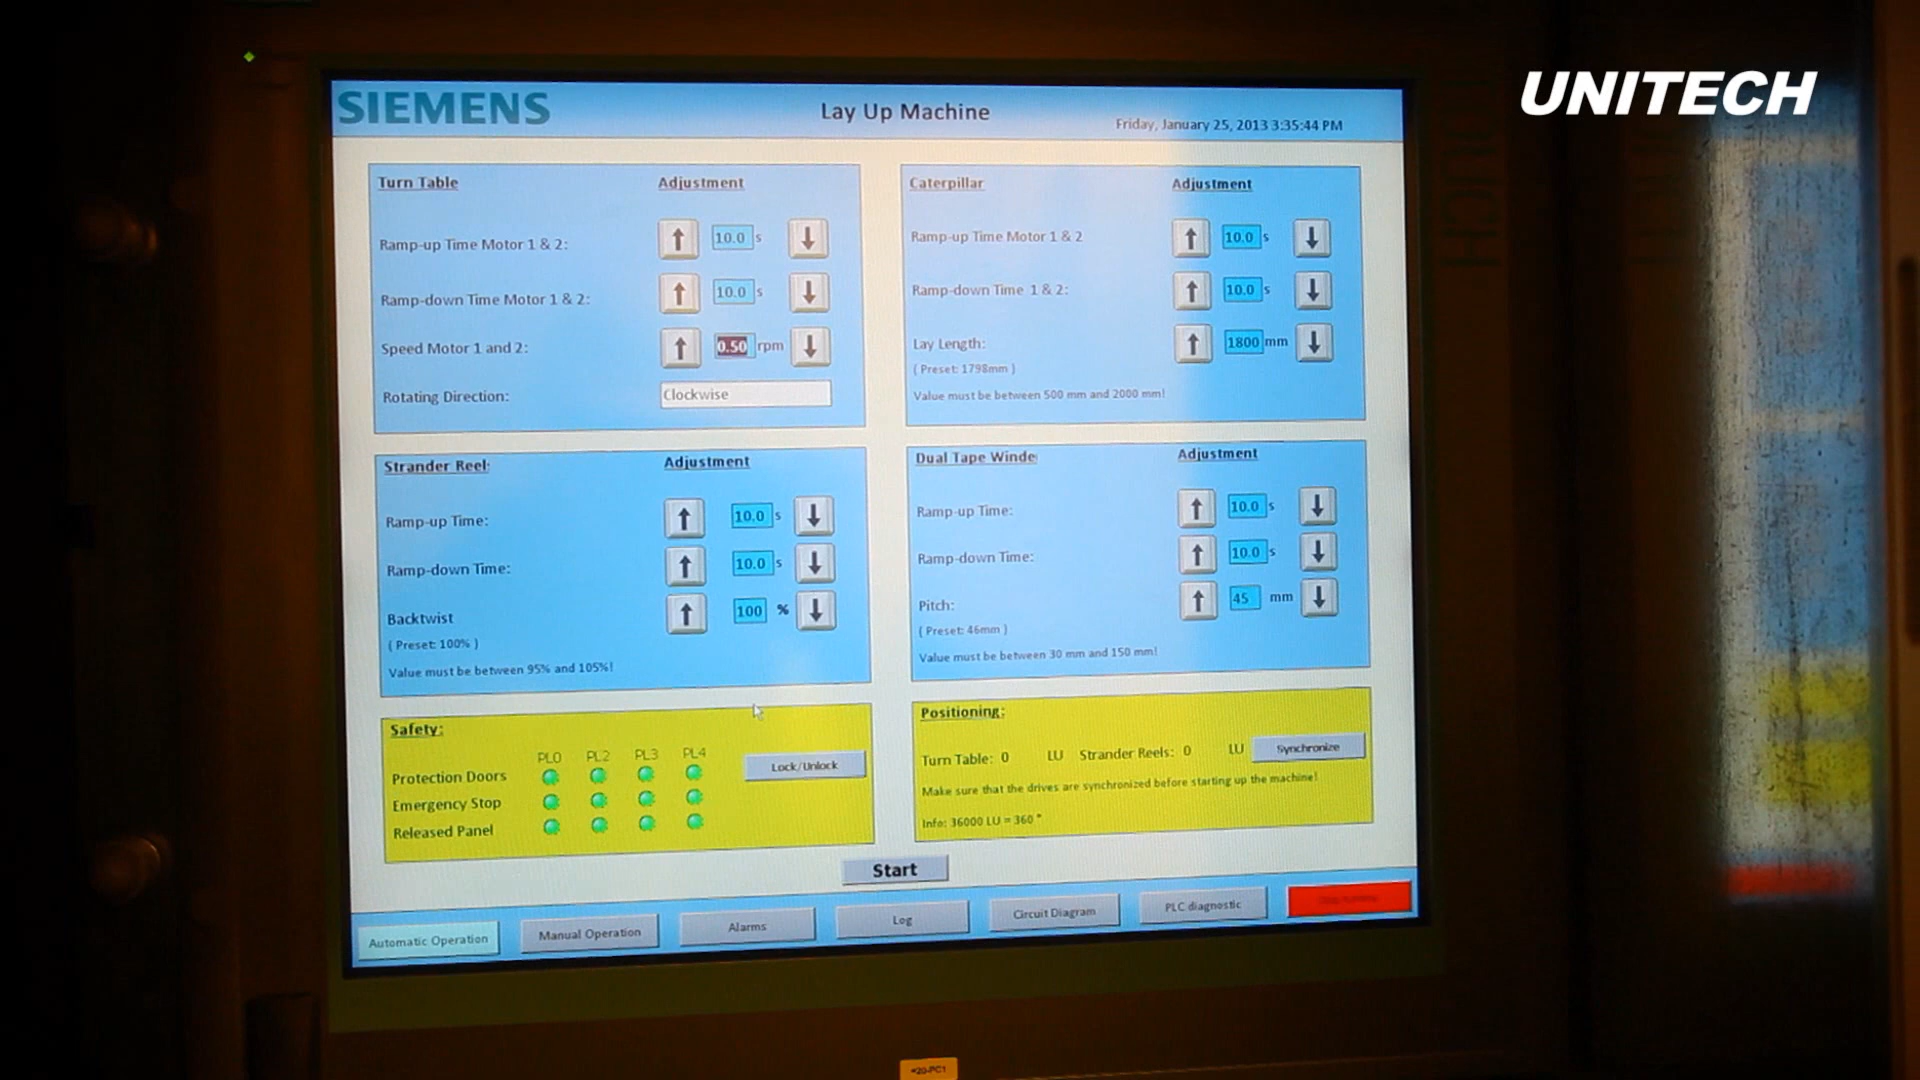 UNITECH
SIEMENS
Lay Up Machine
Friday, January 25, 2013 3:35:44 PM
Turn Table
Adjustment
Ramp-up Time Motor 1 & 2:
10.0 s
Ramp-down Time Motor 1 & 2:
10.0 s
Speed Motor 1 and 2:
0.50 rpm
Rotating Direction:
Clockwise
Caterpillar
Adjustment
Ramp-up Time Motor 1 & 2
10.0 s
Ramp-down Time 1 & 2:
10.0 s
Lay Length:
1800 mm
( Preset: 1798mm )
Value must be between 500 mm and 2000 mm!
Strander Reel:
Adjustment
Ramp-up Time:
10.0 s
Ramp-down Time:
10.0 s
Backtwist
100 %
( Preset: 100% )
Value must be between 95% and 105%!
Dual Tape Winde
Adjustment
Ramp-up Time:
10.0 s
Ramp-down Time:
10.0 s
Pitch:
45 mm
( Preset: 46mm )
Value must be between 30 mm and 150 mm!
Safety:
PL0 PL2 PL3 PL4
Protection Doors
Lock/Unlock
Emergency Stop
Released Panel
Positioning:
Turn Table: 0 LU Strander Reels: 0 LU Synchronize
Make sure that the drives are synchronized before starting up the machine!
Info: 36000 LU = 360 °
Start
Automatic Operation Manual Operation Alarms Log Circuit Diagram PLC diagnostic
+20-PC1